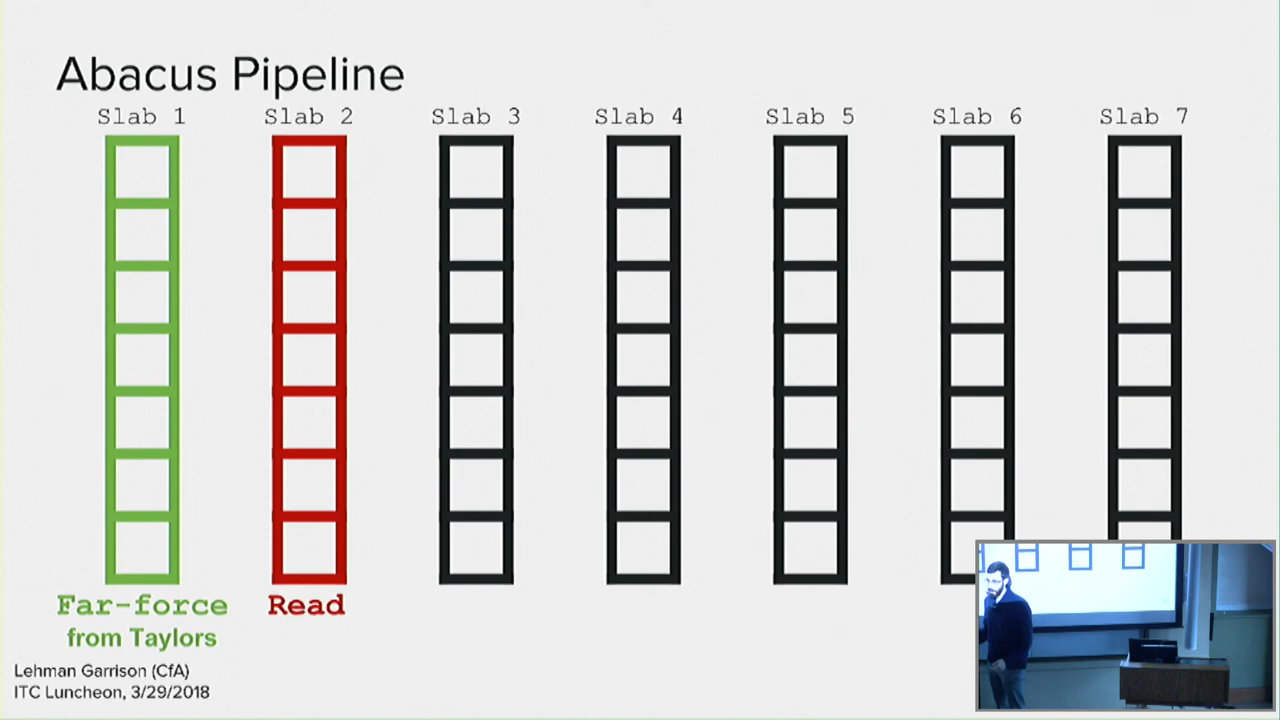 Abacus Pipeline
Slab 1 Slab 2 Slab 3 Slab 4 Slab 5 Slab 6 Slab 7
Far-force Read
from Taylors
Lehman Garrison (CfA)
ITC Luncheon, 3/29/2018